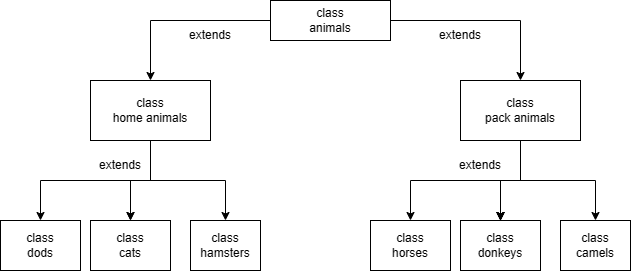 class
animals
extends
extends
class
home animals
class
pack animals
extends
extends
class
dods
class
cats
class
hamsters
class
horses
class
donkeys
class
camels